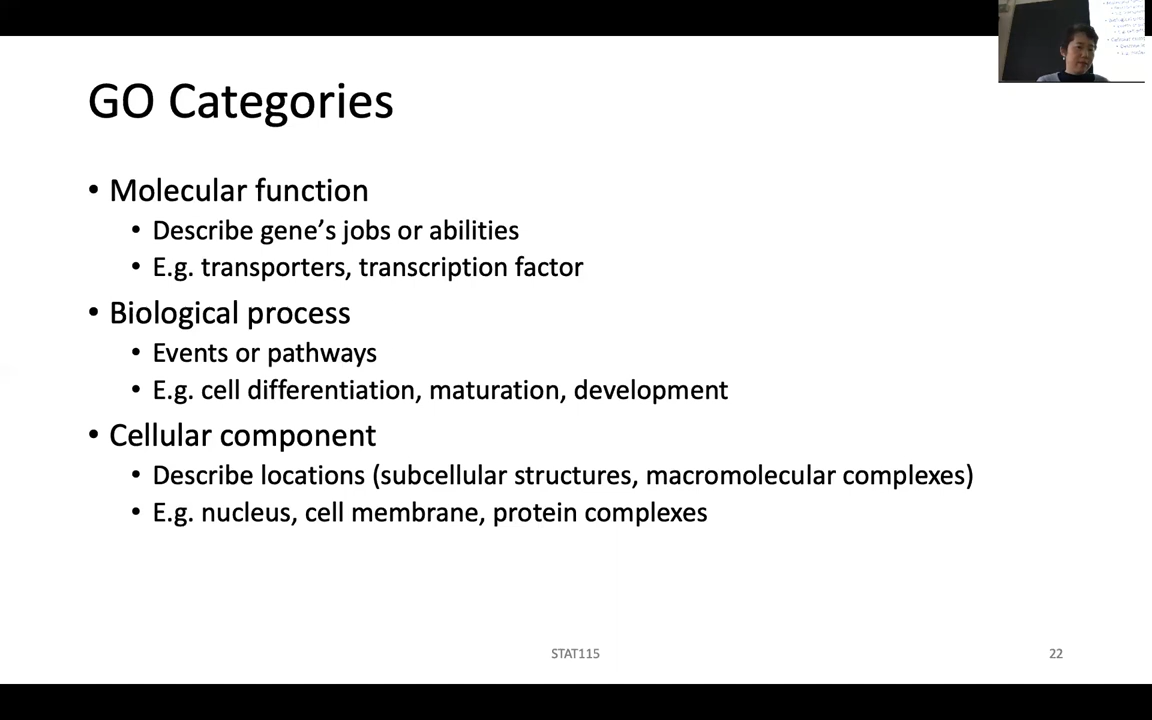 GO Categories
• Molecular function
• Describe gene’s jobs or abilities
• E.g. transporters, transcription factor
• Biological process
• Events or pathways
• E.g. cell differentiation, maturation, development
• Cellular component
• Describe locations (subcellular structures, macromolecular complexes)
• E.g. nucleus, cell membrane, protein complexes
STAT115
22